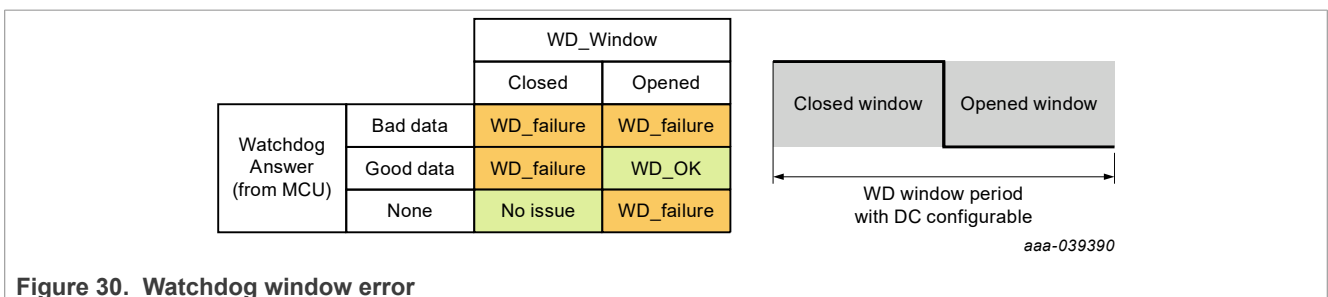 WD_Window
Closed Opened
Watchdog
Answer
(from MCU)
Bad data WD_failure WD_failure
Good data WD_failure WD_OK
None No issue WD_failure
Closed window Opened window
WD window period
with DC configurable
aaa-039390
Figure 30. Watchdog window error